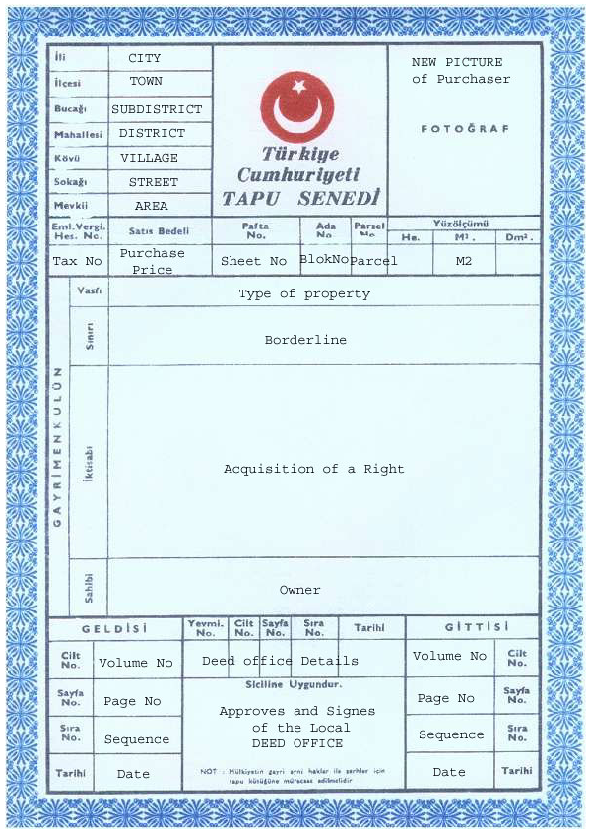 İli CITY
İlçesi TOWN
Bucağı SUBDISTRICT
Mahallesi DISTRICT
Kövü VILLAGE
Sokağı STREET
Mevkii AREA
Türkiye
Cumhuriyeti
TAPU SENEDİ
NEW PICTURE
of Purchaser
FOTOĞRAF
Eml.Vergi.
Hes. No.
Satıs Bedeli
Pafta
No.
Ada
No
Parsel
No.
Yüzölçümü
He. M² . Dm² .
Tax No
Purchase
Price
Sheet No
BlokNo
Parcel
M2
GAYRİMENKULÜN
Vasfı Type of property
Sınırı Borderline
İktisabı Acquisition of a Right
Sahibi Owner
GELDİSİ
Yevmi.
No.
Cilt
No.
Sayfa
No.
Sıra
No.
Tarihi
GİTTİSİ
Cilt
No.
Volume No
Deed office Details
Volume No
Cilt
No.
Sayfa
No.
Page No
Siciline Uygundur.
Approves and Signes
of the Local
DEED OFFICE
Page No
Sayfa
No.
Sıra
No.
Sequence
Sequence
Sıra
No.
Tarihi Date
NOT : Mülkiyetin gayri ayni haklar ile şerhler için
tapu kütüğüne müracaat edilmelidir
Date Tarihi